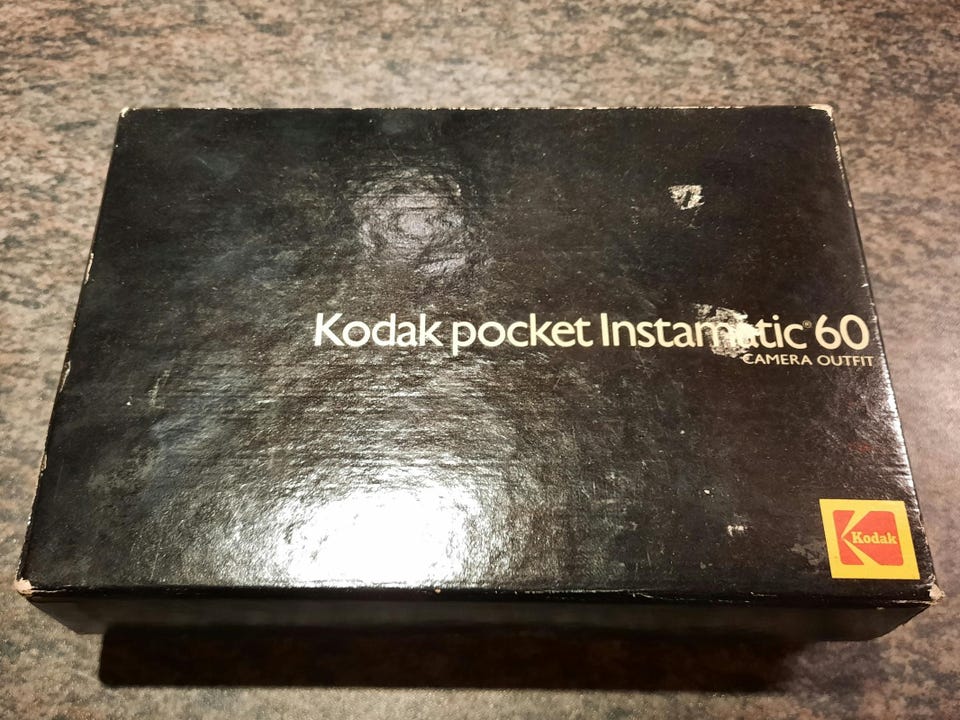 Kodak pocket Instamatic® 60
CAMERA OUTFIT
Kodak